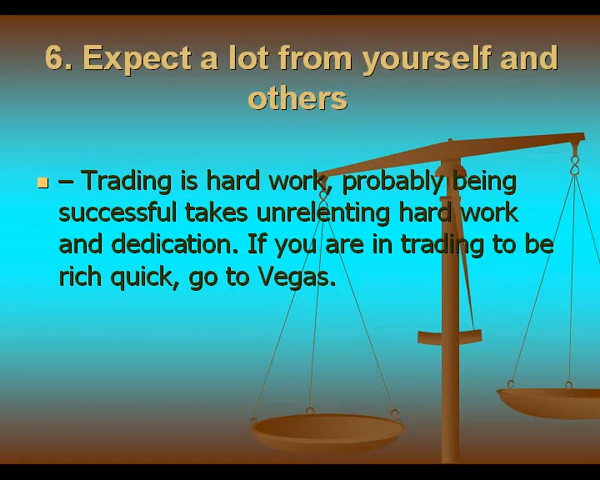 6. Expect a lot from yourself and
others
– Trading is hard work, probably being
successful takes unrelenting hard work
and dedication. If you are in trading to be
rich quick, go to Vegas.